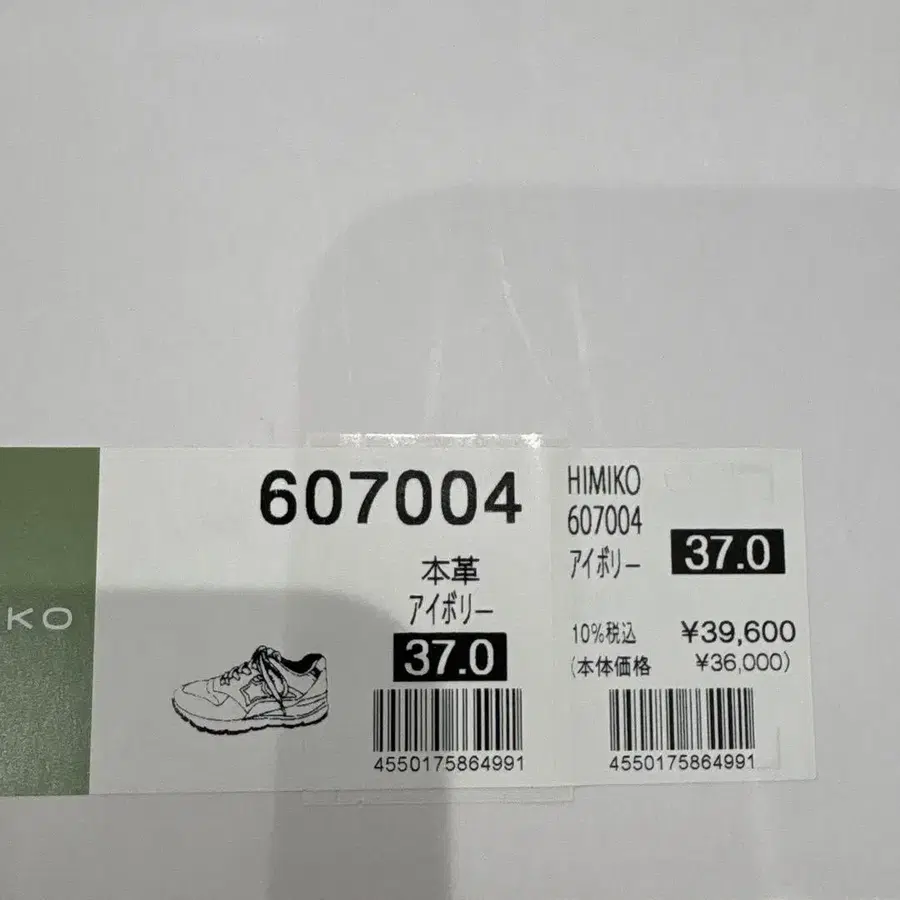 KO
607004
本革
アイボリー
37.0
4550175864991
HIMIKO
607004
アイボリー
37.0
10%税込 ¥39,600
(本体価格 ¥36,000)
4550175864991